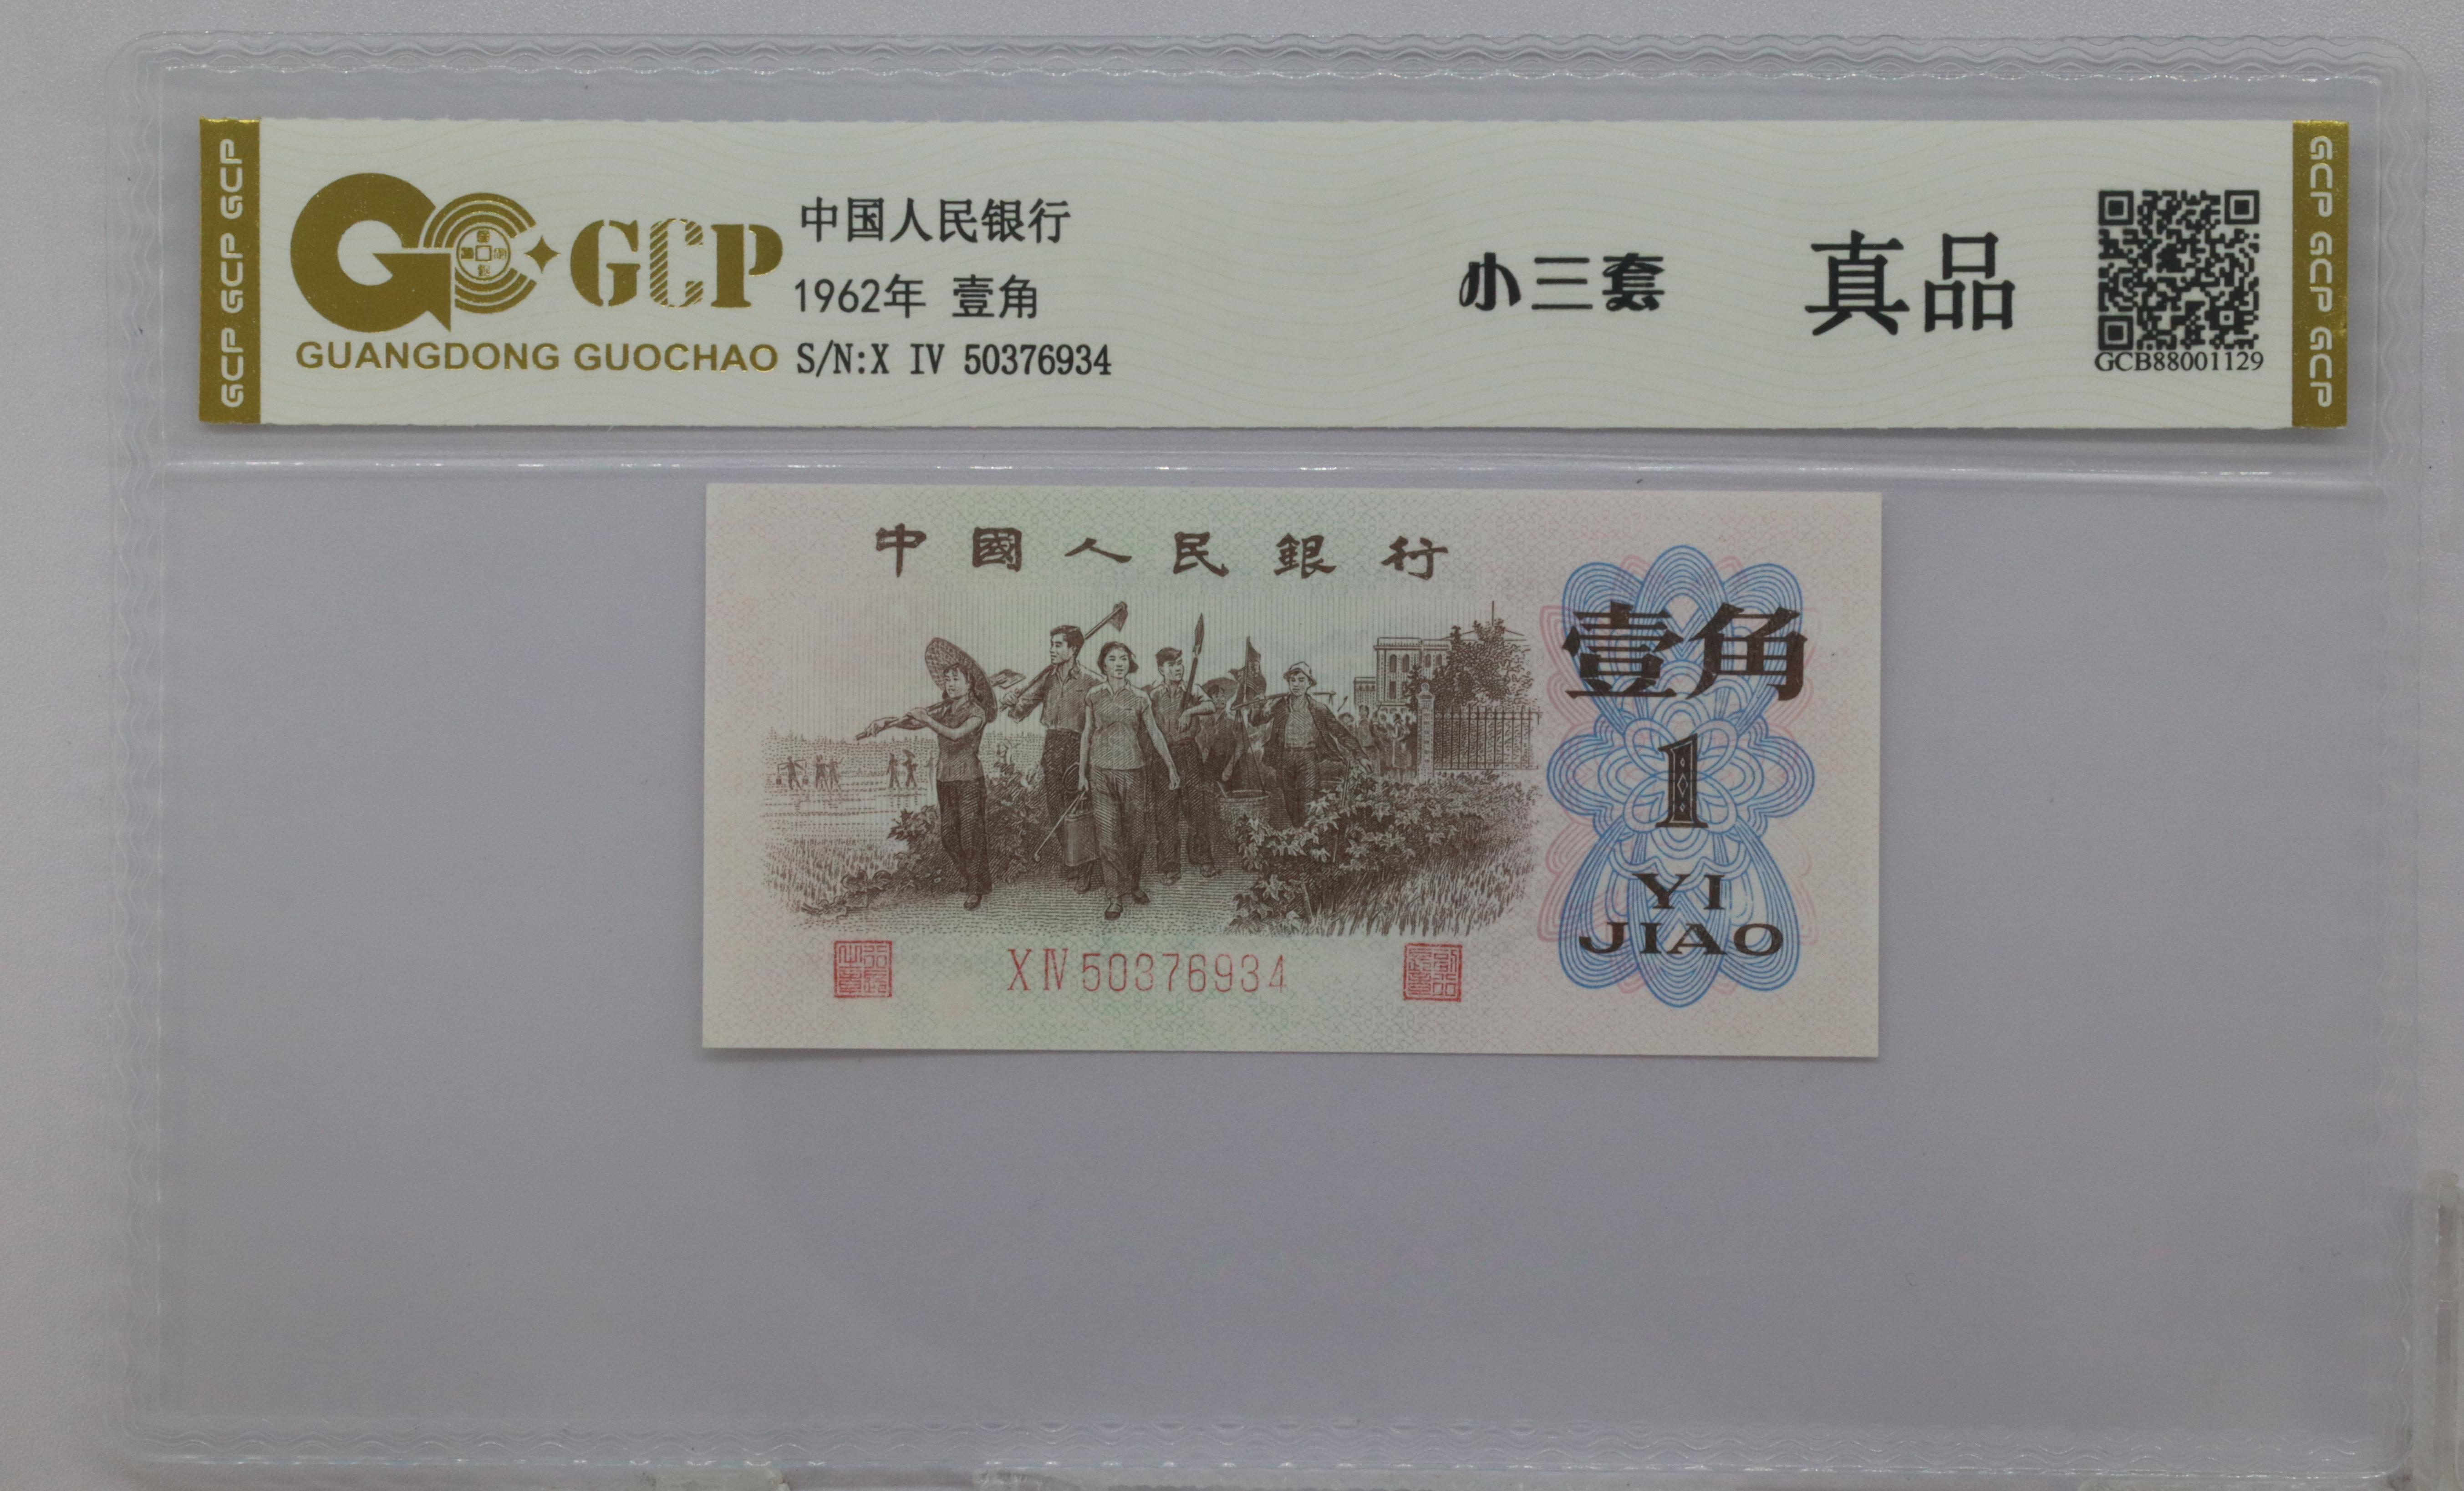 GCP GCP GCP
GCP
GUANGDONG GUOCHAO
中国人民银行
1962年 壹角
S/N:X IV 50376934
小三套
真品
GCB88001129
GCP GCP GCP
中國人民銀行
壹角
1
YI
JIAO
X IV 50376934